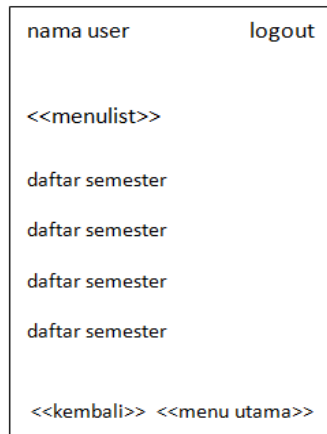 nama user logout
<<menulist>>
daftar semester
daftar semester
daftar semester
daftar semester
<<kembali>> <<menu utama>>